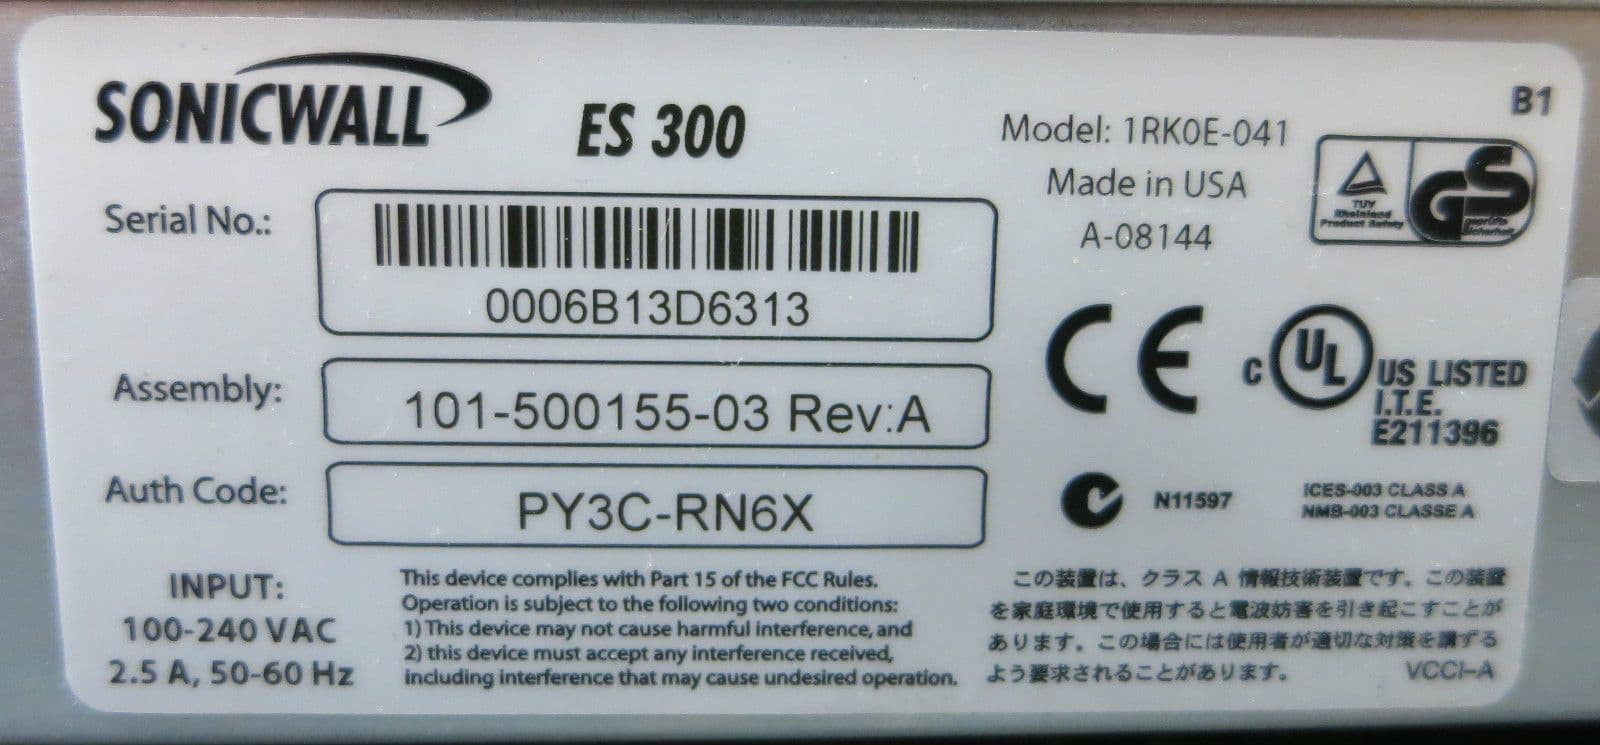 SONICWALL
ES 300
Model: 1RK0E-041
Made in USA
A-08144
B1
TUV
Rheinland
Product Safety
GS
geprüfte
Sicherheit
Serial No.:
0006B13D6313
Assembly:
101-500155-03 Rev:A
Auth Code:
PY3C-RN6X
CE
C UL US LISTED
I.T.E.
E211396
N11597
ICES-003 CLASS A
NMB-003 CLASSE A
INPUT:
100-240 VAC
2.5 A, 50-60 Hz
This device complies with Part 15 of the FCC Rules.
Operation is subject to the following two conditions:
1) This device may not cause harmful interference, and
2) this device must accept any interference received,
including interference that may cause undesired operation.
この装置は、クラス A 情報技術装置です。この装置
を家庭環境で使用すると電波妨害を引き起こすことが
あります。この場合には使用者が適切な対策を講ずる
よう要求されることがあります。
VCCI-A